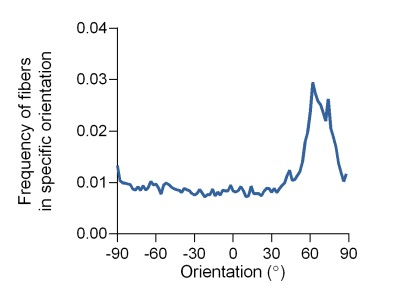 Frequency of fibers
in specific orientation
0.04
0.03
0.02
0.01
0.00
-90 -60 -30 0 30 60 90
Orientation (°)